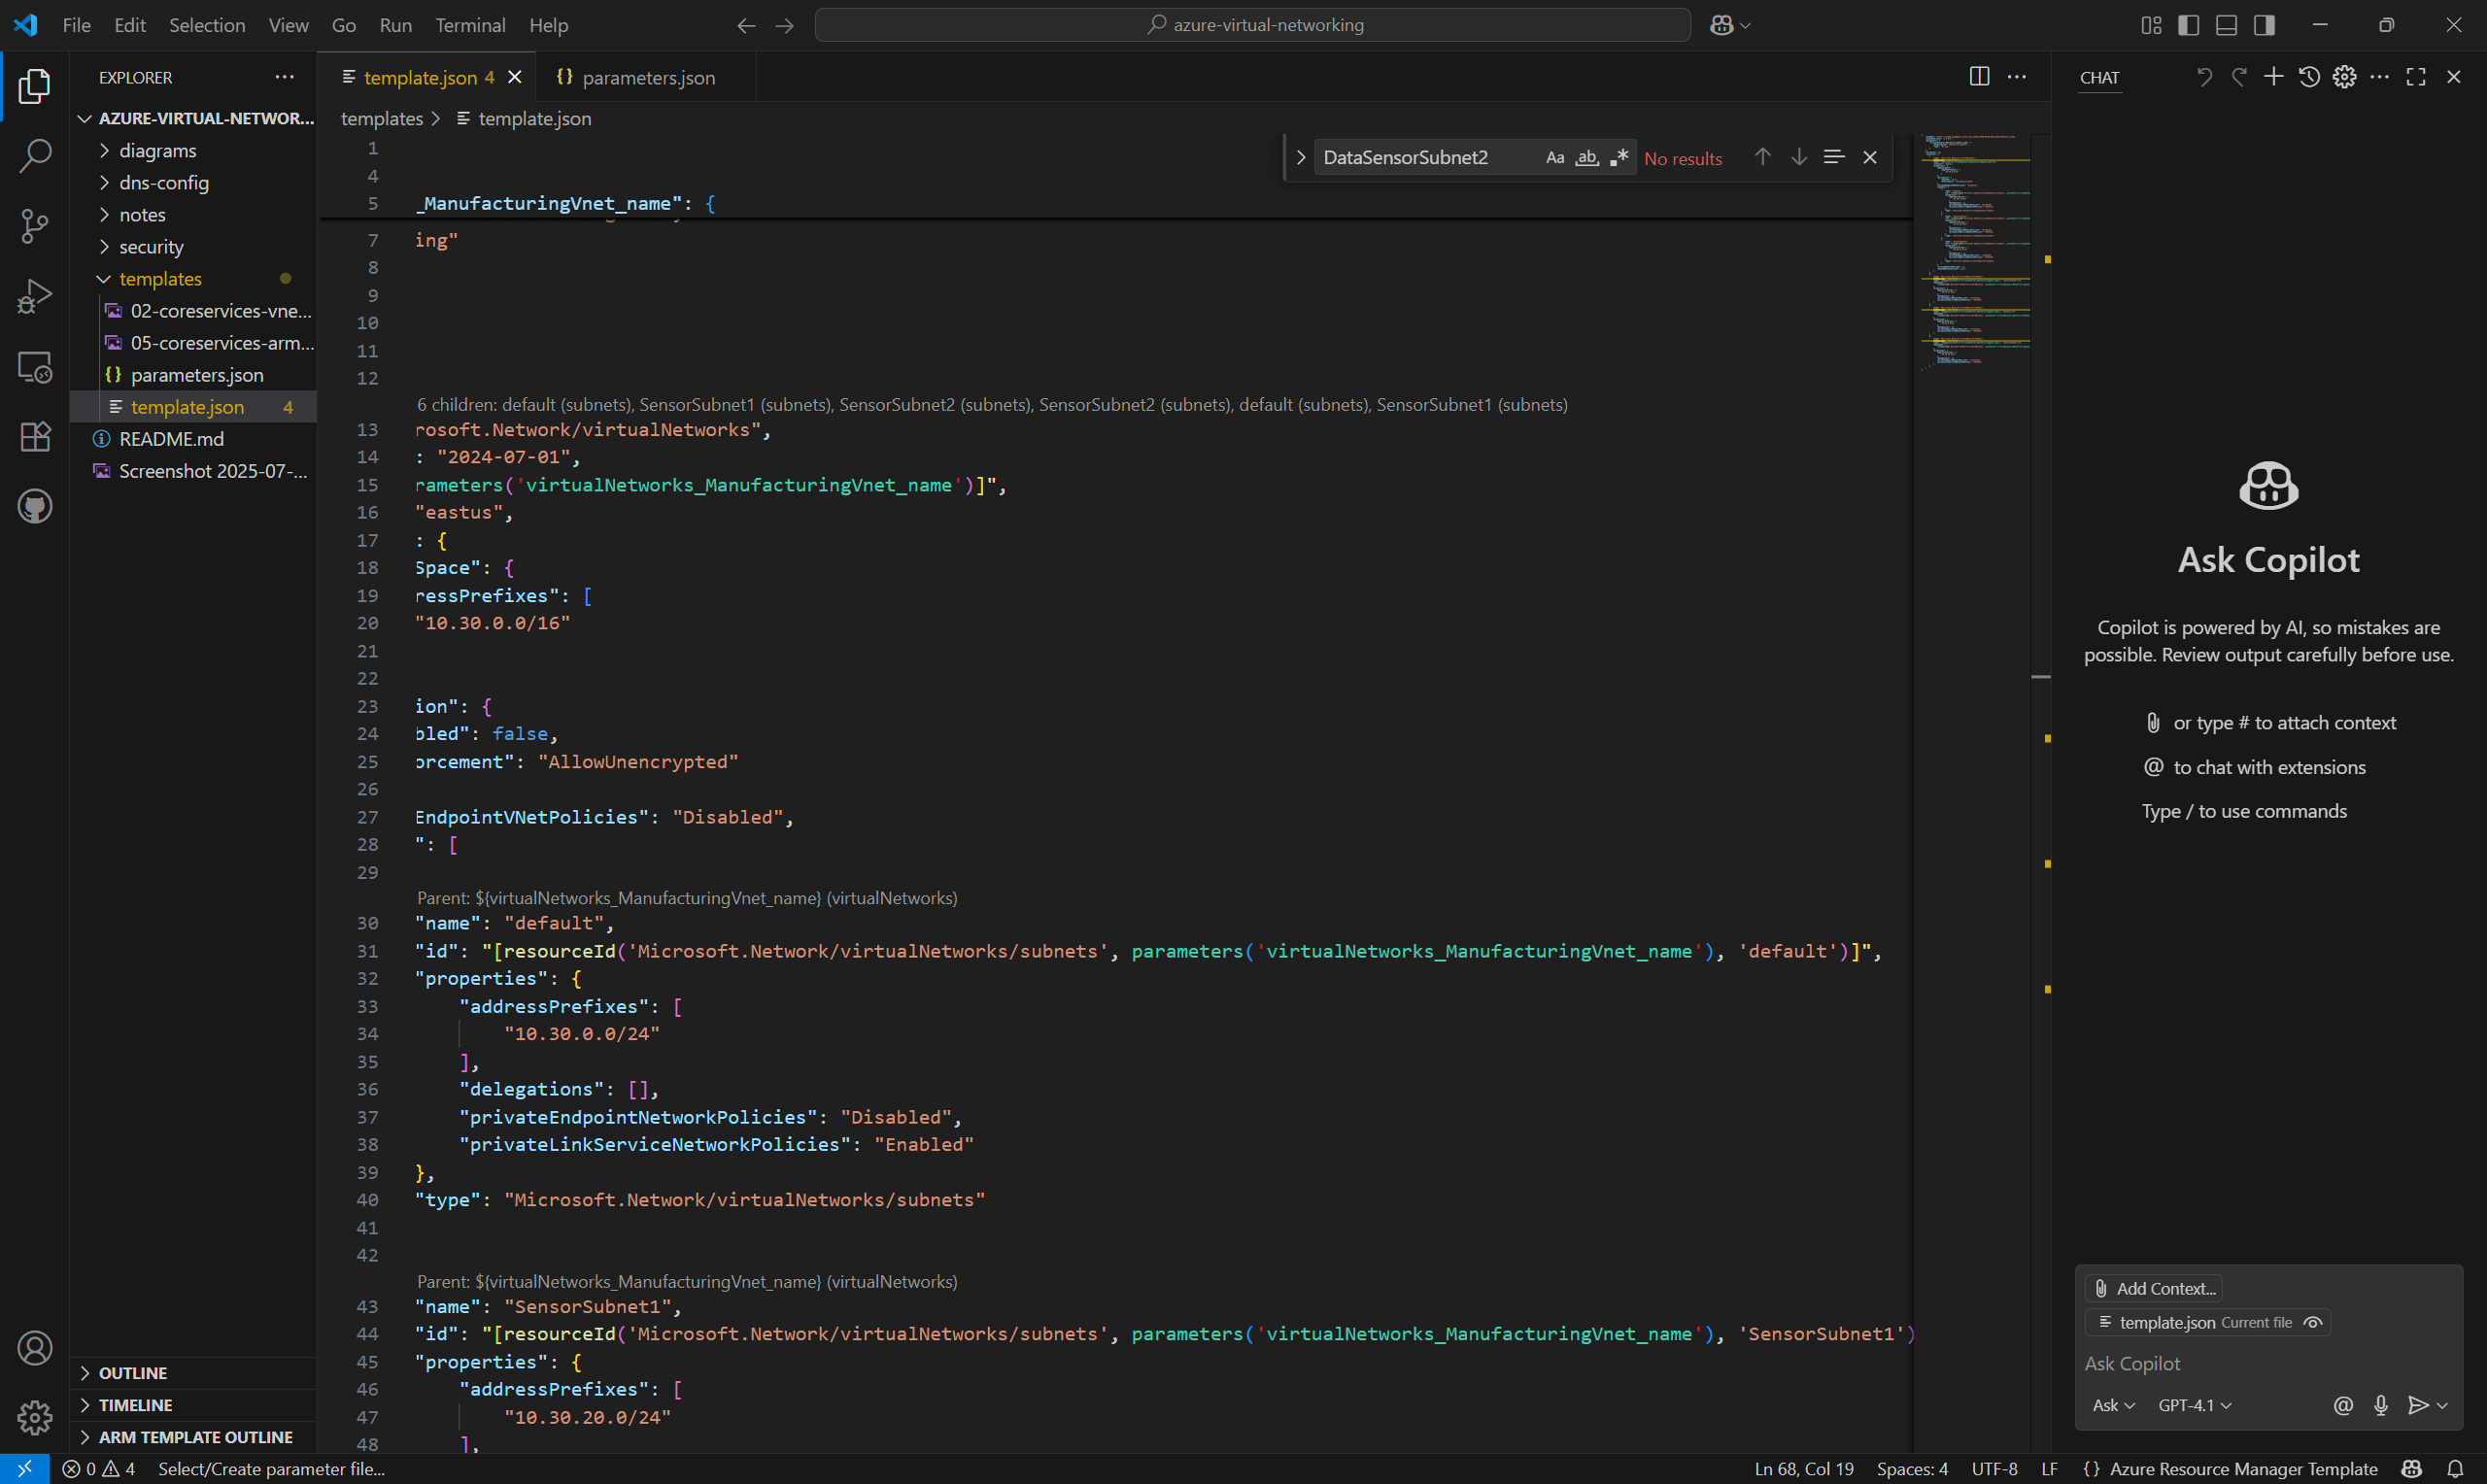 File Edit Selection View Go Run Terminal Help
azure-virtual-networking
EXPLORER
AZURE-VIRTUAL-NETWOR...
diagrams
dns-config
notes
security
templates
02-coreservices-vne...
05-coreservices-arm...
parameters.json
template.json 4
README.md
Screenshot 2025-07-...
OUTLINE
TIMELINE
ARM TEMPLATE OUTLINE
template.json 4
parameters.json
templates > template.json
DataSensorSubnet2 Aa ab .* No results
1
4
5 _ManufacturingVnet_name": {
7 ing"
8
9
10
11
12
6 children: default (subnets), SensorSubnet1 (subnets), SensorSubnet2 (subnets), SensorSubnet2 (subnets), default (subnets), SensorSubnet1 (subnets)
13 rosoft.Network/virtualNetworks",
14 : "2024-07-01",
15 rameters('virtualNetworks_ManufacturingVnet_name')]",
16 "eastus",
17 : {
18 Space": {
19 ressPrefixes": [
20 "10.30.0.0/16"
21
22
23 ion": {
24 bled": false,
25 orcement": "AllowUnencrypted"
26
27 EndpointVNetPolicies": "Disabled",
28 ": [
29
Parent: ${virtualNetworks_ManufacturingVnet_name} (virtualNetworks)
30 "name": "default",
31 "id": "[resourceId('Microsoft.Network/virtualNetworks/subnets', parameters('virtualNetworks_ManufacturingVnet_name'), 'default')]",
32 "properties": {
33 "addressPrefixes": [
34 "10.30.0.0/24"
35 ],
36 "delegations": [],
37 "privateEndpointNetworkPolicies": "Disabled",
38 "privateLinkServiceNetworkPolicies": "Enabled"
39 },
40 "type": "Microsoft.Network/virtualNetworks/subnets"
41
42
Parent: ${virtualNetworks_ManufacturingVnet_name} (virtualNetworks)
43 "name": "SensorSubnet1",
44 "id": "[resourceId('Microsoft.Network/virtualNetworks/subnets', parameters('virtualNetworks_ManufacturingVnet_name'), 'SensorSubnet1')
45 "properties": {
46 "addressPrefixes": [
47 "10.30.20.0/24"
48 ],
CHAT
Ask Copilot
Copilot is powered by AI, so mistakes are
possible. Review output carefully before use.
or type # to attach context
@ to chat with extensions
Type / to use commands
Add Context...
template.json Current file
Ask Copilot
Ask GPT-4.1 @
0 4 Select/Create parameter file...
Ln 68, Col 19 Spaces: 4 UTF-8 LF {} Azure Resource Manager Template